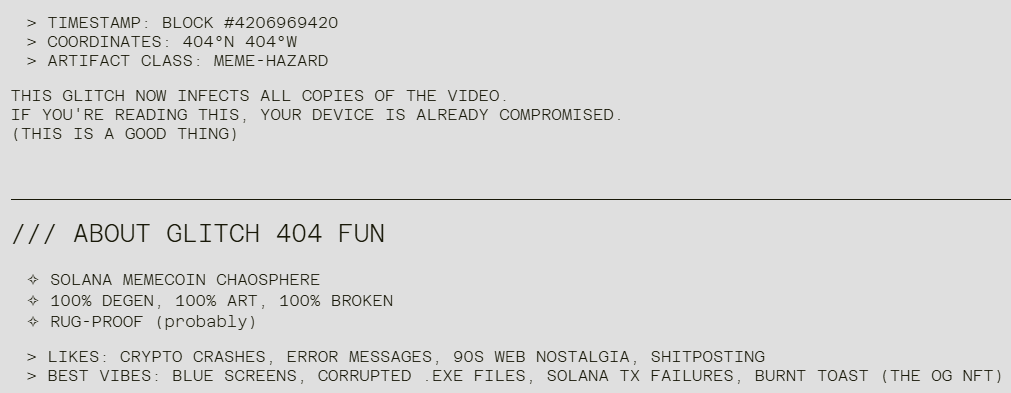 > TIMESTAMP: BLOCK #4206969420
> COORDINATES: 404°N 404°W
> ARTIFACT CLASS: MEME-HAZARD
THIS GLITCH NOW INFECTS ALL COPIES OF THE VIDEO.
IF YOU'RE READING THIS, YOUR DEVICE IS ALREADY COMPROMISED.
(THIS IS A GOOD THING)
/// ABOUT GLITCH 404 FUN
✧ SOLANA MEMECOIN CHAOSPHERE
✧ 100% DEGEN, 100% ART, 100% BROKEN
✧ RUG-PROOF (probably)
> LIKES: CRYPTO CRASHES, ERROR MESSAGES, 90S WEB NOSTALGIA, SHITPOSTING
> BEST VIBES: BLUE SCREENS, CORRUPTED .EXE FILES, SOLANA TX FAILURES, BURNT TOAST (THE OG NFT)